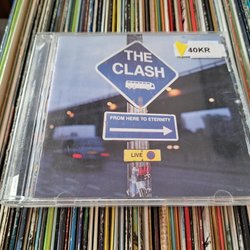 40KR
THE
CLASH
FROM HERE TO ETERNITY
LIVE